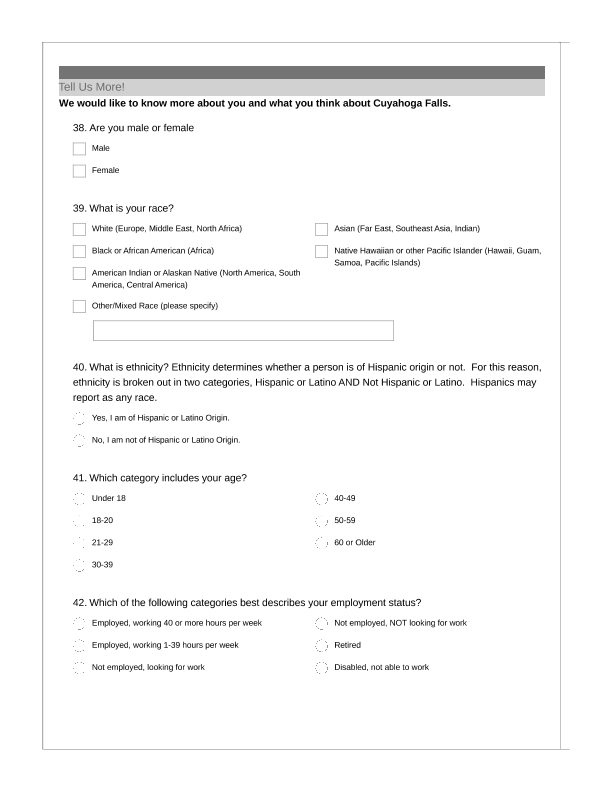 Tell Us More!
We would like to know more about you and what you think about Cuyahoga Falls.
38. Are you male or female
Male
Female
39. What is your race?
White (Europe, Middle East, North Africa)
Asian (Far East, Southeast Asia, Indian)
Black or African American (Africa)
Native Hawaiian or other Pacific Islander (Hawaii, Guam,
Samoa, Pacific Islands)
American Indian or Alaskan Native (North America, South
America, Central America)
Other/Mixed Race (please specify)
40. What is ethnicity? Ethnicity determines whether a person is of Hispanic origin or not.  For this reason,
ethnicity is broken out in two categories, Hispanic or Latino AND Not Hispanic or Latino.  Hispanics may
report as any race.
Yes, I am of Hispanic or Latino Origin.
No, I am not of Hispanic or Latino Origin.
41. Which category includes your age?
Under 18
40-49
18-20
50-59
21-29
60 or Older
30-39
42. Which of the following categories best describes your employment status?
Employed, working 40 or more hours per week
Not employed, NOT looking for work
Employed, working 1-39 hours per week
Retired
Not employed, looking for work
Disabled, not able to work